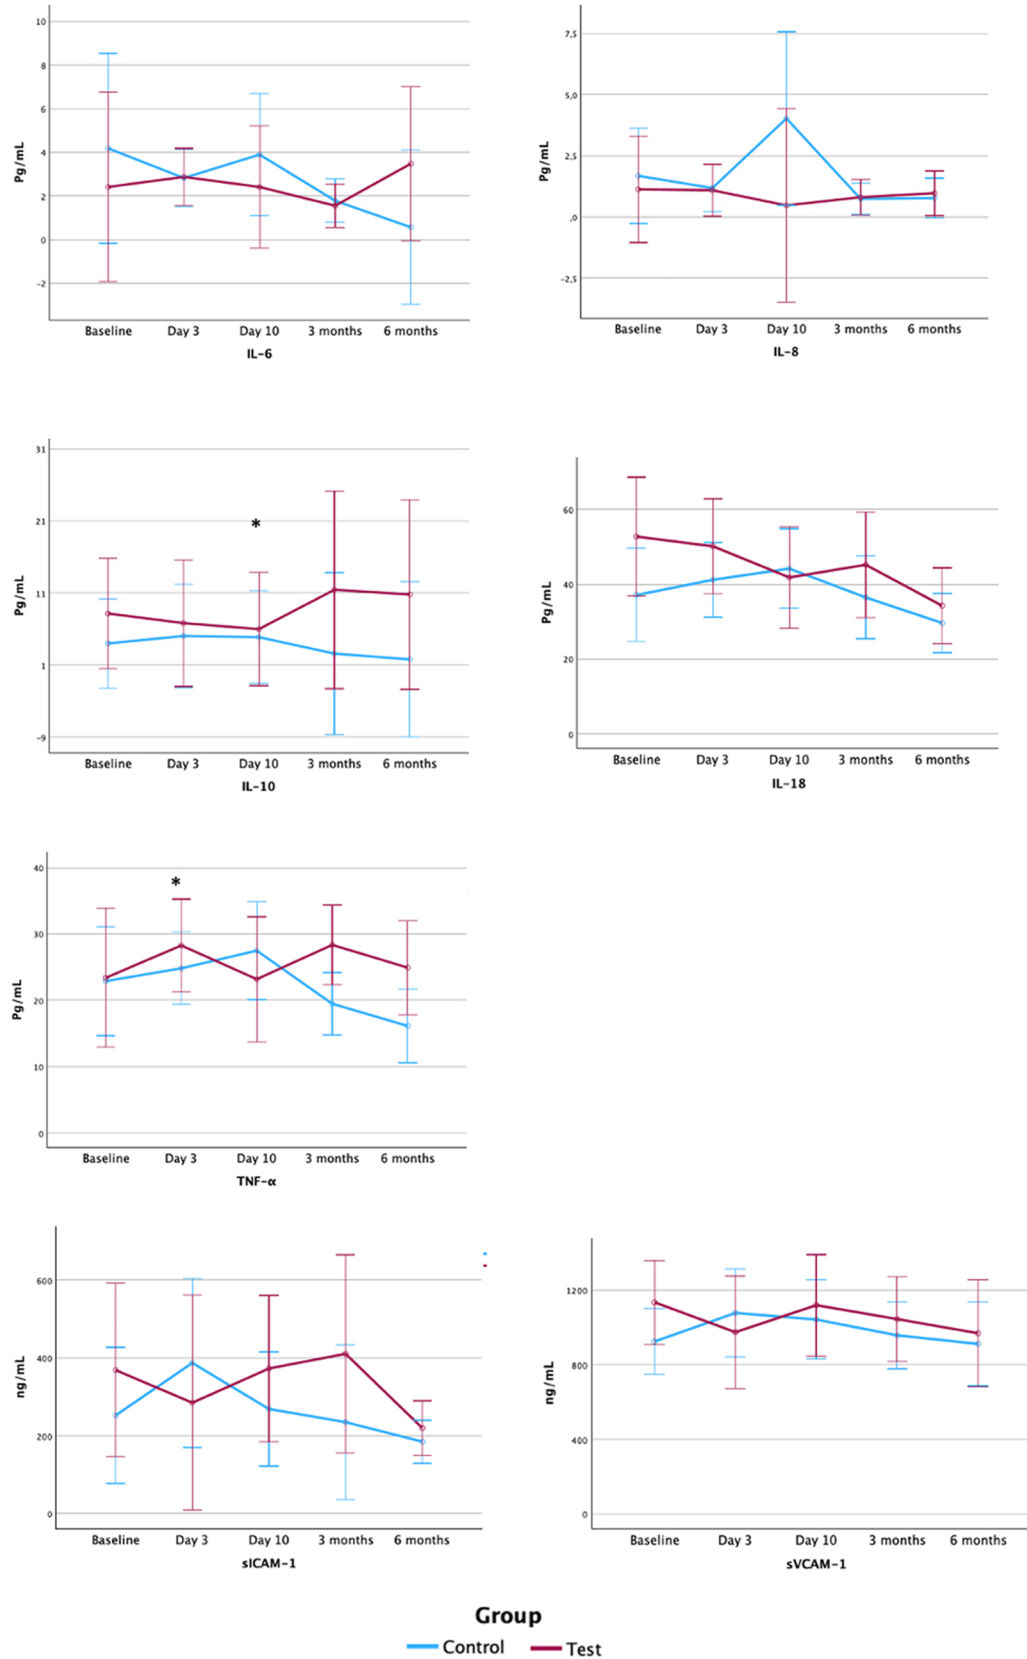 10
8
6
4
2
0
-2
Pg/mL
Baseline Day 3 Day 10 3 months 6 months
IL-6
7,5
5,0
2,5
,0
-2,5
Pg/mL
Baseline Day 3 Day 10 3 months 6 months
IL-8
31
21
11
1
-9
Pg/mL
*
Baseline Day 3 Day 10 3 months 6 months
IL-10
60
40
20
0
Pg/mL
Baseline Day 3 Day 10 3 months 6 months
IL-18
40
30
20
10
0
Pg/mL
*
Baseline Day 3 Day 10 3 months 6 months
TNF-α
600
400
200
0
ng/mL
Baseline Day 3 Day 10 3 months 6 months
sICAM-1
1200
800
400
0
ng/mL
Baseline Day 3 Day 10 3 months 6 months
sVCAM-1
Group
Control Test